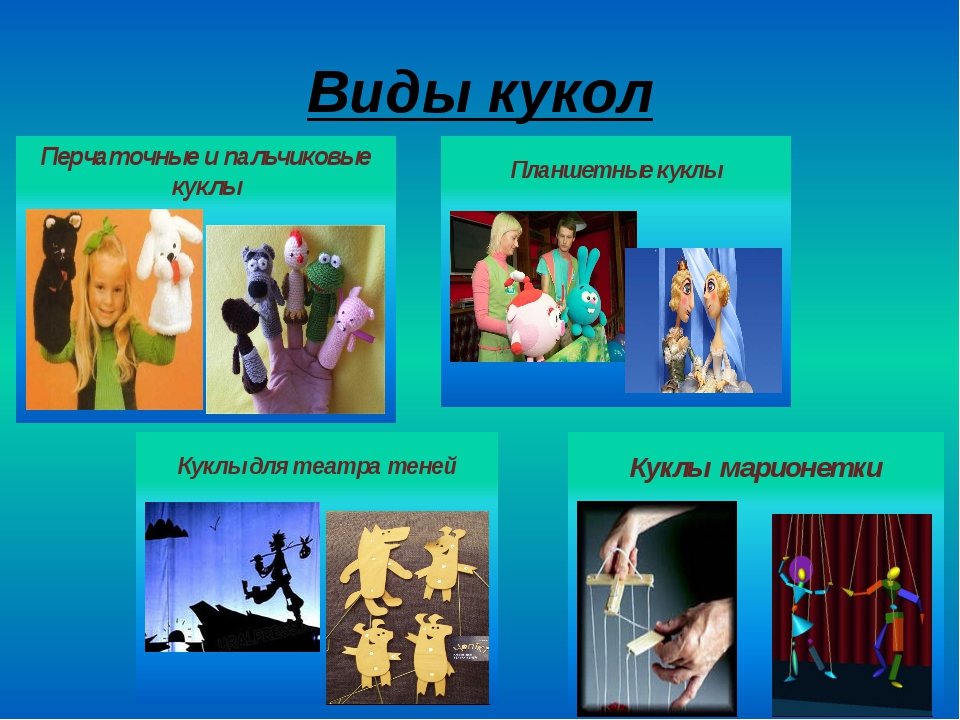 Виды кукол
Перчаточные и пальчиковые
куклы
Планшетные куклы
Куклы для театра теней
Куклы марионетки